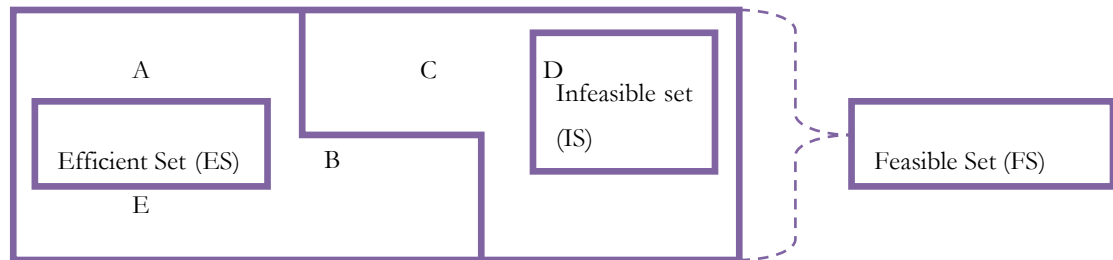 A
C
D
Infeasible set
(IS)
Efficient Set (ES)
B
Feasible Set (FS)
E